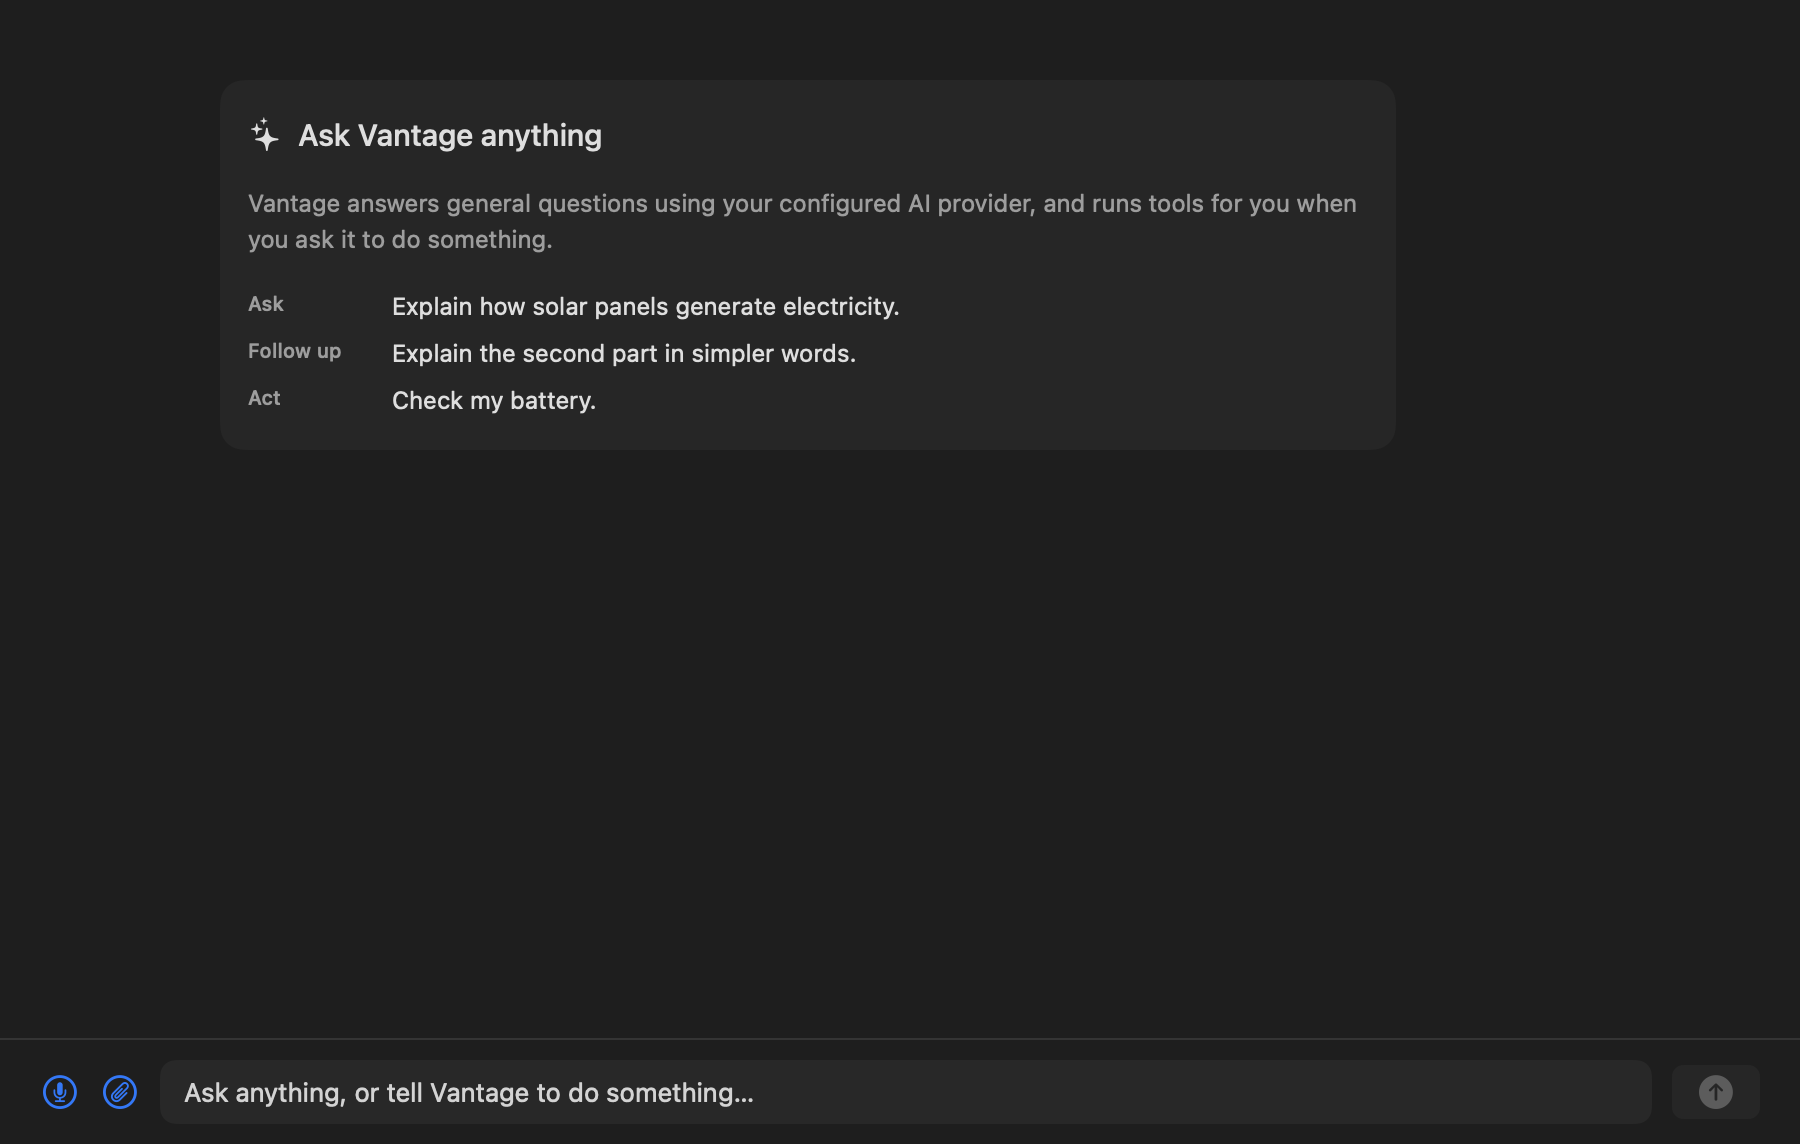 Ask Vantage anything
Vantage answers general questions using your configured AI provider, and runs tools for you when
you ask it to do something.
Ask Explain how solar panels generate electricity.
Follow up Explain the second part in simpler words.
Act Check my battery.
Ask anything, or tell Vantage to do something...